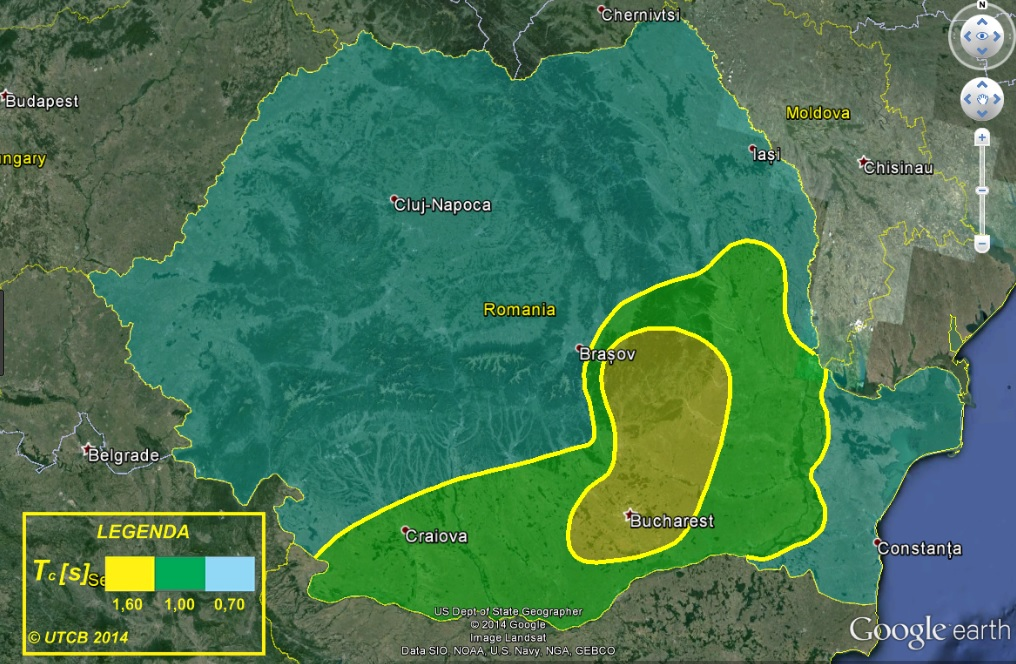 N
Chernivtsi
Budapest
Moldova
Iași
ngary
Chisinau
Cluj-Napoca
Romania
Brașov
Belgrade
Bucharest
Craiova
Constanța
LEGENDA
Tc[s]
Se
1,60 1,00 0,70
© UTCB 2014
US Dept of State Geographer
© 2014 Google
Image Landsat
Data SIO, NOAA, U.S. Navy, NGA, GEBCO
Google earth